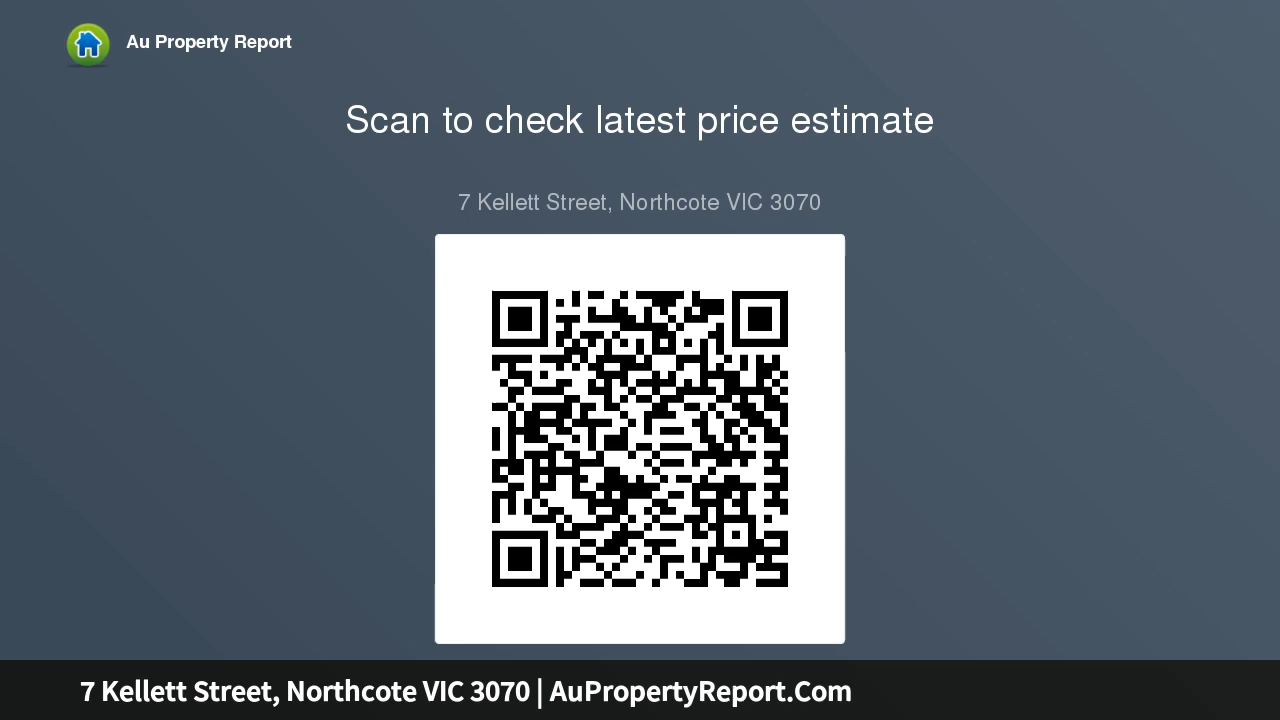 Au Property Report
Scan to check latest price estimate
7 Kellett Street, Northcote VIC 3070
7 Kellett Street, Northcote VIC 3070 | AuPropertyReport.Com